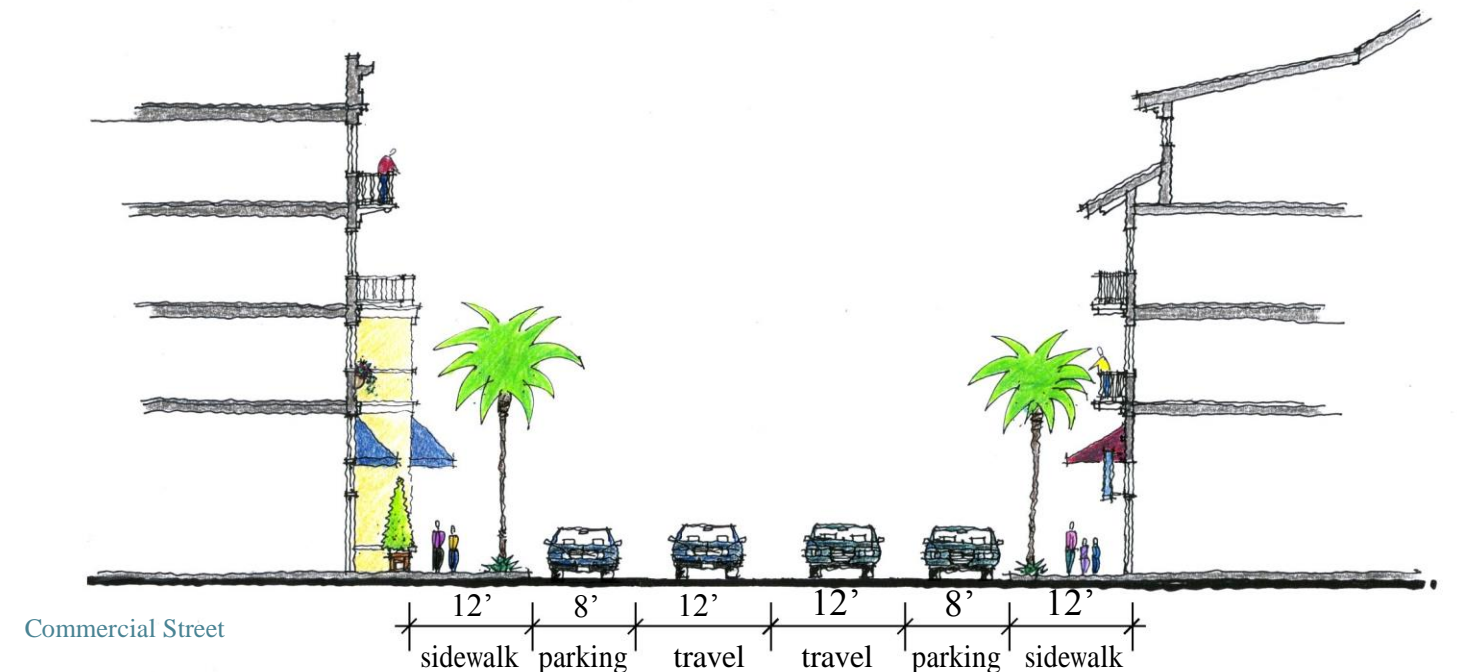 12’ 8’ 12’ 12’ 8’ 12’
Commercial Street
sidewalk parking travel travel parking sidewalk